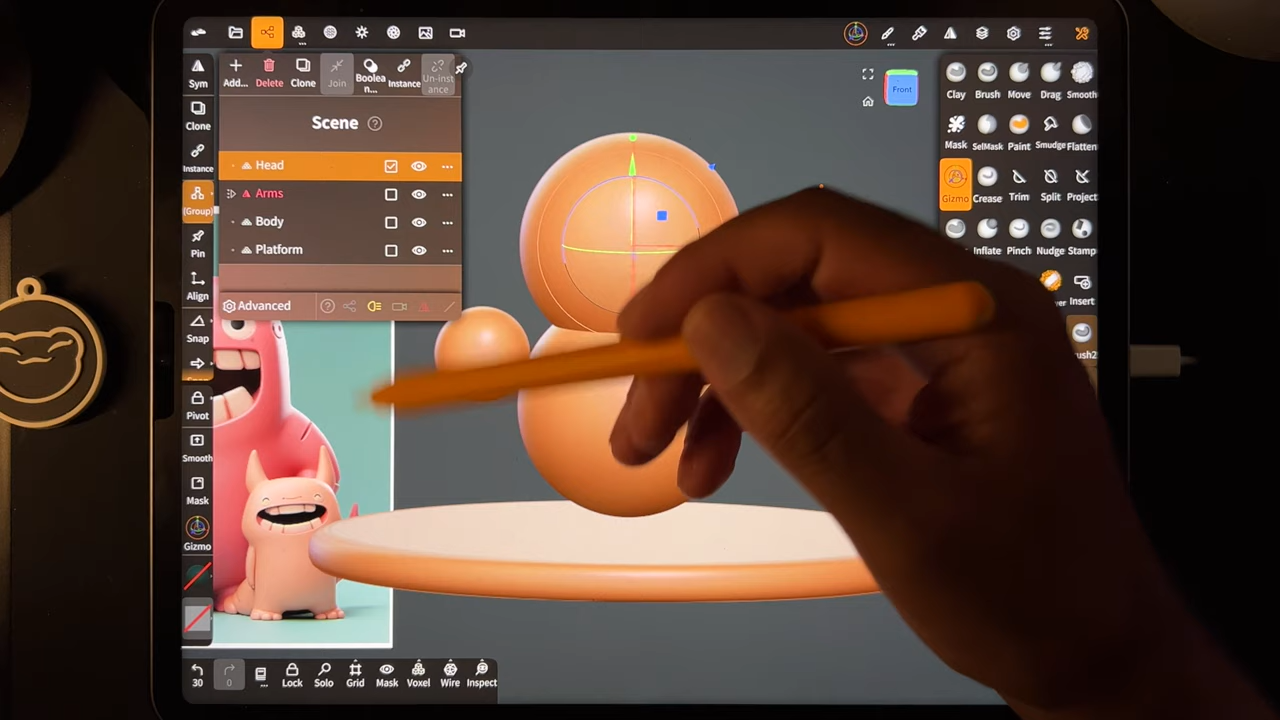 Add...
Delete
Clone
Join
Boolea
n...
Instance
Un-inst
ance
Scene ?
Head
Arms
Body
Platform
Advanced
?
Sym
Clone
Instance
(Group)
Pin
Align
Snap
Pivot
Smooth
Mask
Gizmo
Front
Clay
Brush
Move
Drag
Smooth
Mask
SelMask
Paint
Smudge
Flatten
Gizmo
Crease
Trim
Split
Project
Inflate
Pinch
Nudge
Stamp
Insert
30
0
Lock
Solo
Grid
Mask
Voxel
Wire
Inspect